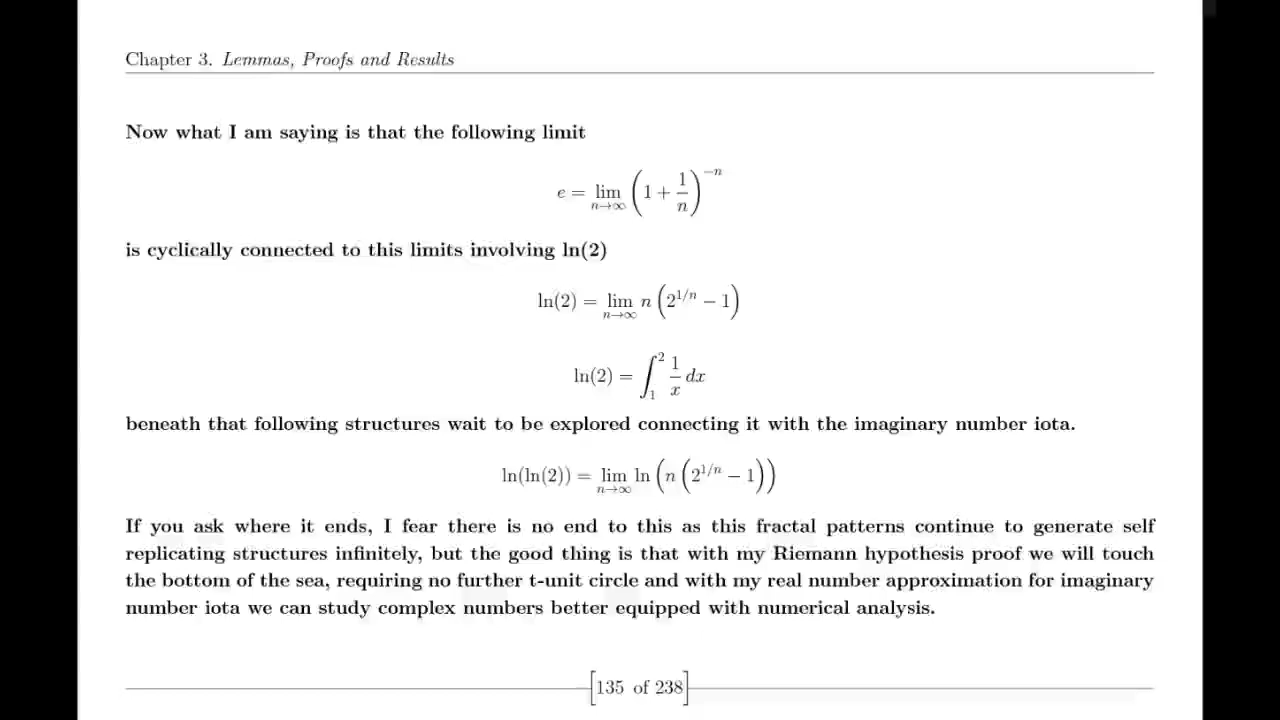 Chapter 3. Lemmas, Proofs and Results
Now what I am saying is that the following limit
e = lim_{n→∞} (1 + 1/n)^{−n}
is cyclically connected to this limits involving ln(2)
ln(2) = lim_{n→∞} n (2^{1/n} − 1)
ln(2) = ∫_1^2 1/x dx
beneath that following structures wait to be explored connecting it with the imaginary number iota.
ln(ln(2)) = lim_{n→∞} ln (n (2^{1/n} − 1))
If you ask where it ends, I fear there is no end to this as this fractal patterns continue to generate self
replicating structures infinitely, but the good thing is that with my Riemann hypothesis proof we will touch
the bottom of the sea, requiring no further t-unit circle and with my real number approximation for imaginary
number iota we can study complex numbers better equipped with numerical analysis.
[135 of 238]